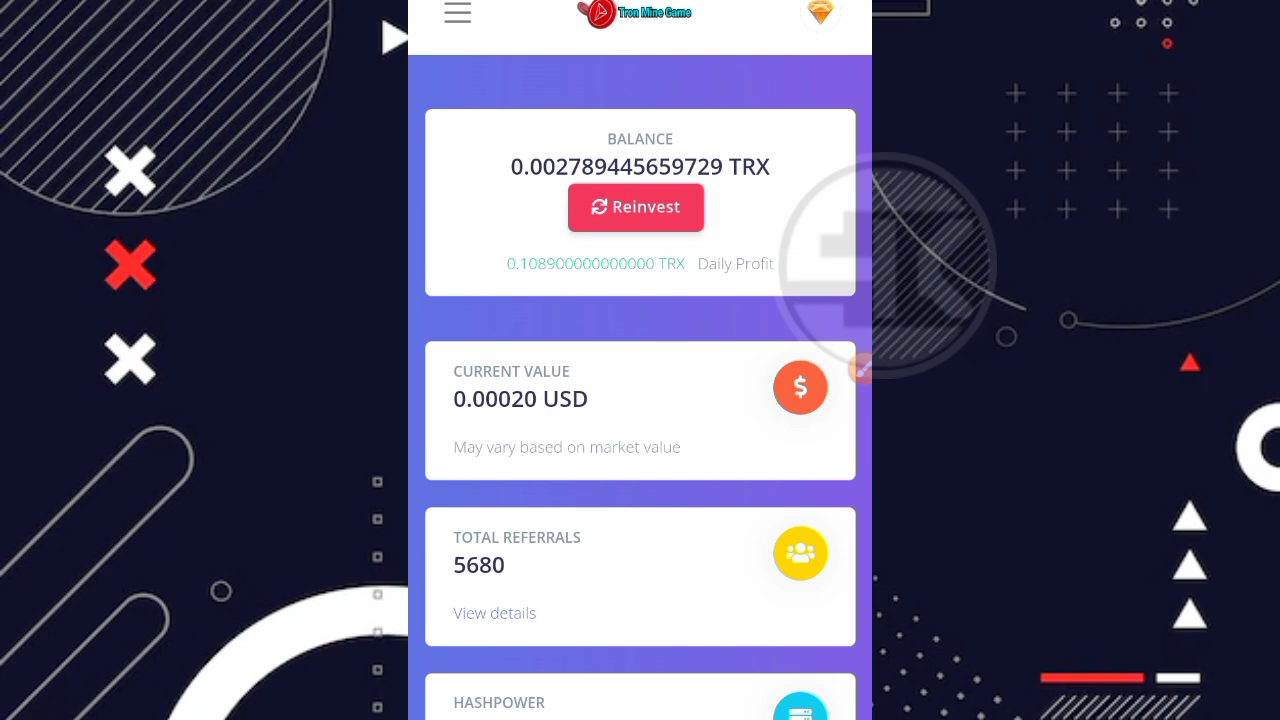 Tron Mine Game
BALANCE
0.002789445659729 TRX
Reinvest
0.108900000000000 TRX Daily Profit
CURRENT VALUE
0.00020 USD
May vary based on market value
TOTAL REFERRALS
5680
View details
HASHPOWER